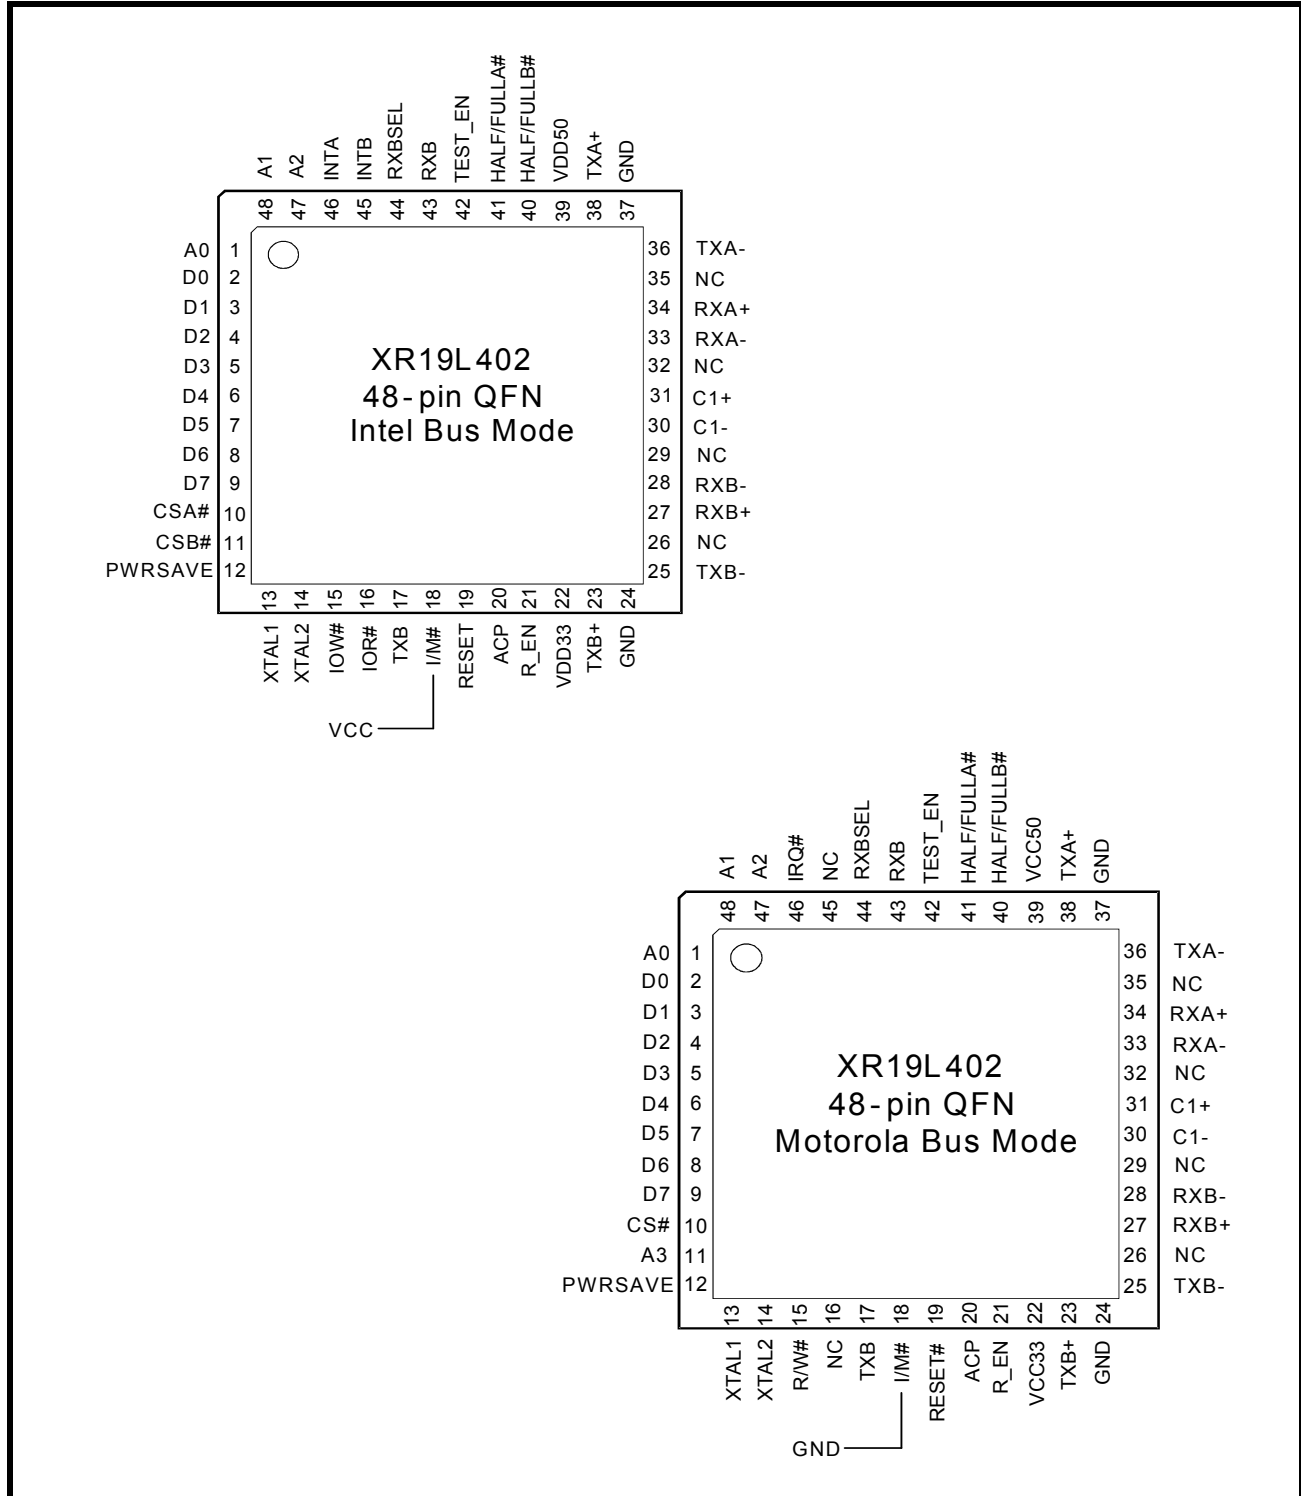 A1 A2 INTA INTB RXBSEL RXB TEST_EN HALF/FULLA# HALF/FULLB# VDD50 TXA+ GND
48 47 46 45 44 43 42 41 40 39 38 37
A0 1 36 TXA-
D0 2 35 NC
D1 3 34 RXA+
D2 4 33 RXA-
D3 5 32 NC
D4 6 31 C1+
D5 7 30 C1-
D6 8 29 NC
D7 9 28 RXB-
CSA# 10 27 RXB+
CSB# 11 26 NC
PWRSAVE 12 25 TXB-
XR19L402
48-pin QFN
Intel Bus Mode
13 14 15 16 17 18 19 20 21 22 23 24
XTAL1 XTAL2 IOW# IOR# TXB I/M# RESET ACP R_EN VDD33 TXB+ GND
VCC
A1 A2 IRQ# NC RXBSEL RXB TEST_EN HALF/FULLA# HALF/FULLB# VCC50 TXA+ GND
48 47 46 45 44 43 42 41 40 39 38 37
A0 1 36 TXA-
D0 2 35 NC
D1 3 34 RXA+
D2 4 33 RXA-
D3 5 32 NC
D4 6 31 C1+
D5 7 30 C1-
D6 8 29 NC
D7 9 28 RXB-
CS# 10 27 RXB+
A3 11 26 NC
PWRSAVE 12 25 TXB-
XR19L402
48-pin QFN
Motorola Bus Mode
13 14 15 16 17 18 19 20 21 22 23 24
XTAL1 XTAL2 R/W# NC TXB I/M# RESET# ACP R_EN VCC33 TXB+ GND
GND